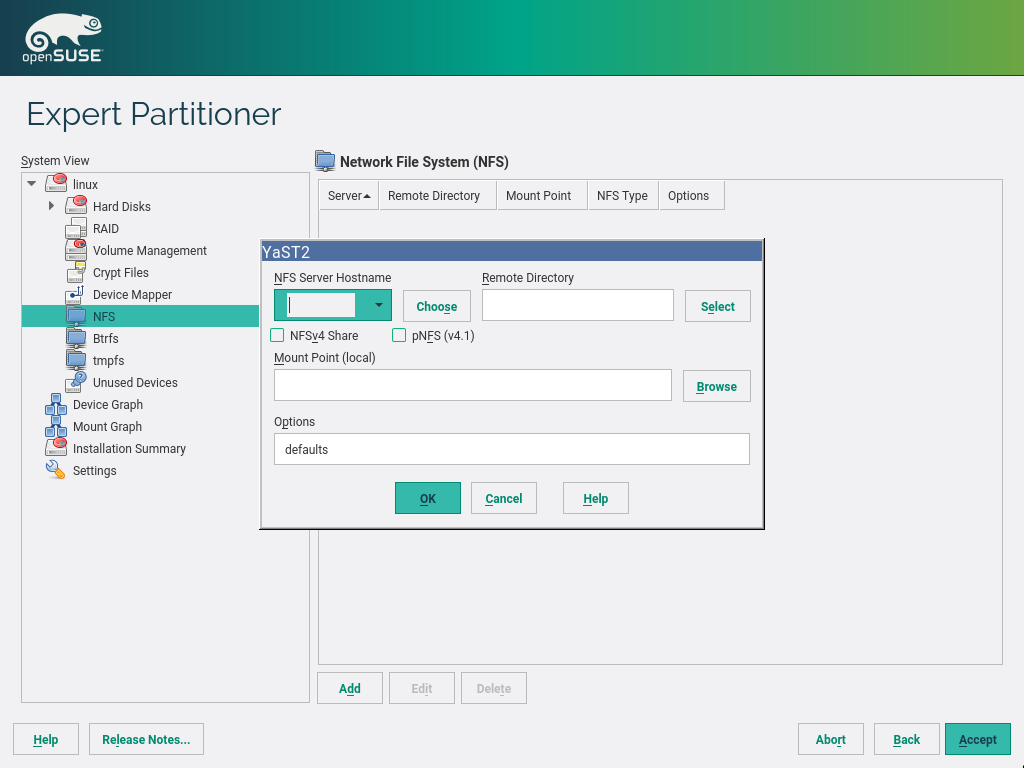 openSUSE
Expert Partitioner
System View
Network File System (NFS)
linux
Hard Disks
RAID
Volume Management
Crypt Files
Device Mapper
NFS
Btrfs
tmpfs
Unused Devices
Device Graph
Mount Graph
Installation Summary
Settings
Server Remote Directory Mount Point NFS Type Options
YaST2
NFS Server Hostname Remote Directory
Choose Select
NFSv4 Share pNFS (v4.1)
Mount Point (local)
Browse
Options
defaults
OK Cancel Help
Add Edit Delete
Help Release Notes... Abort Back Accept